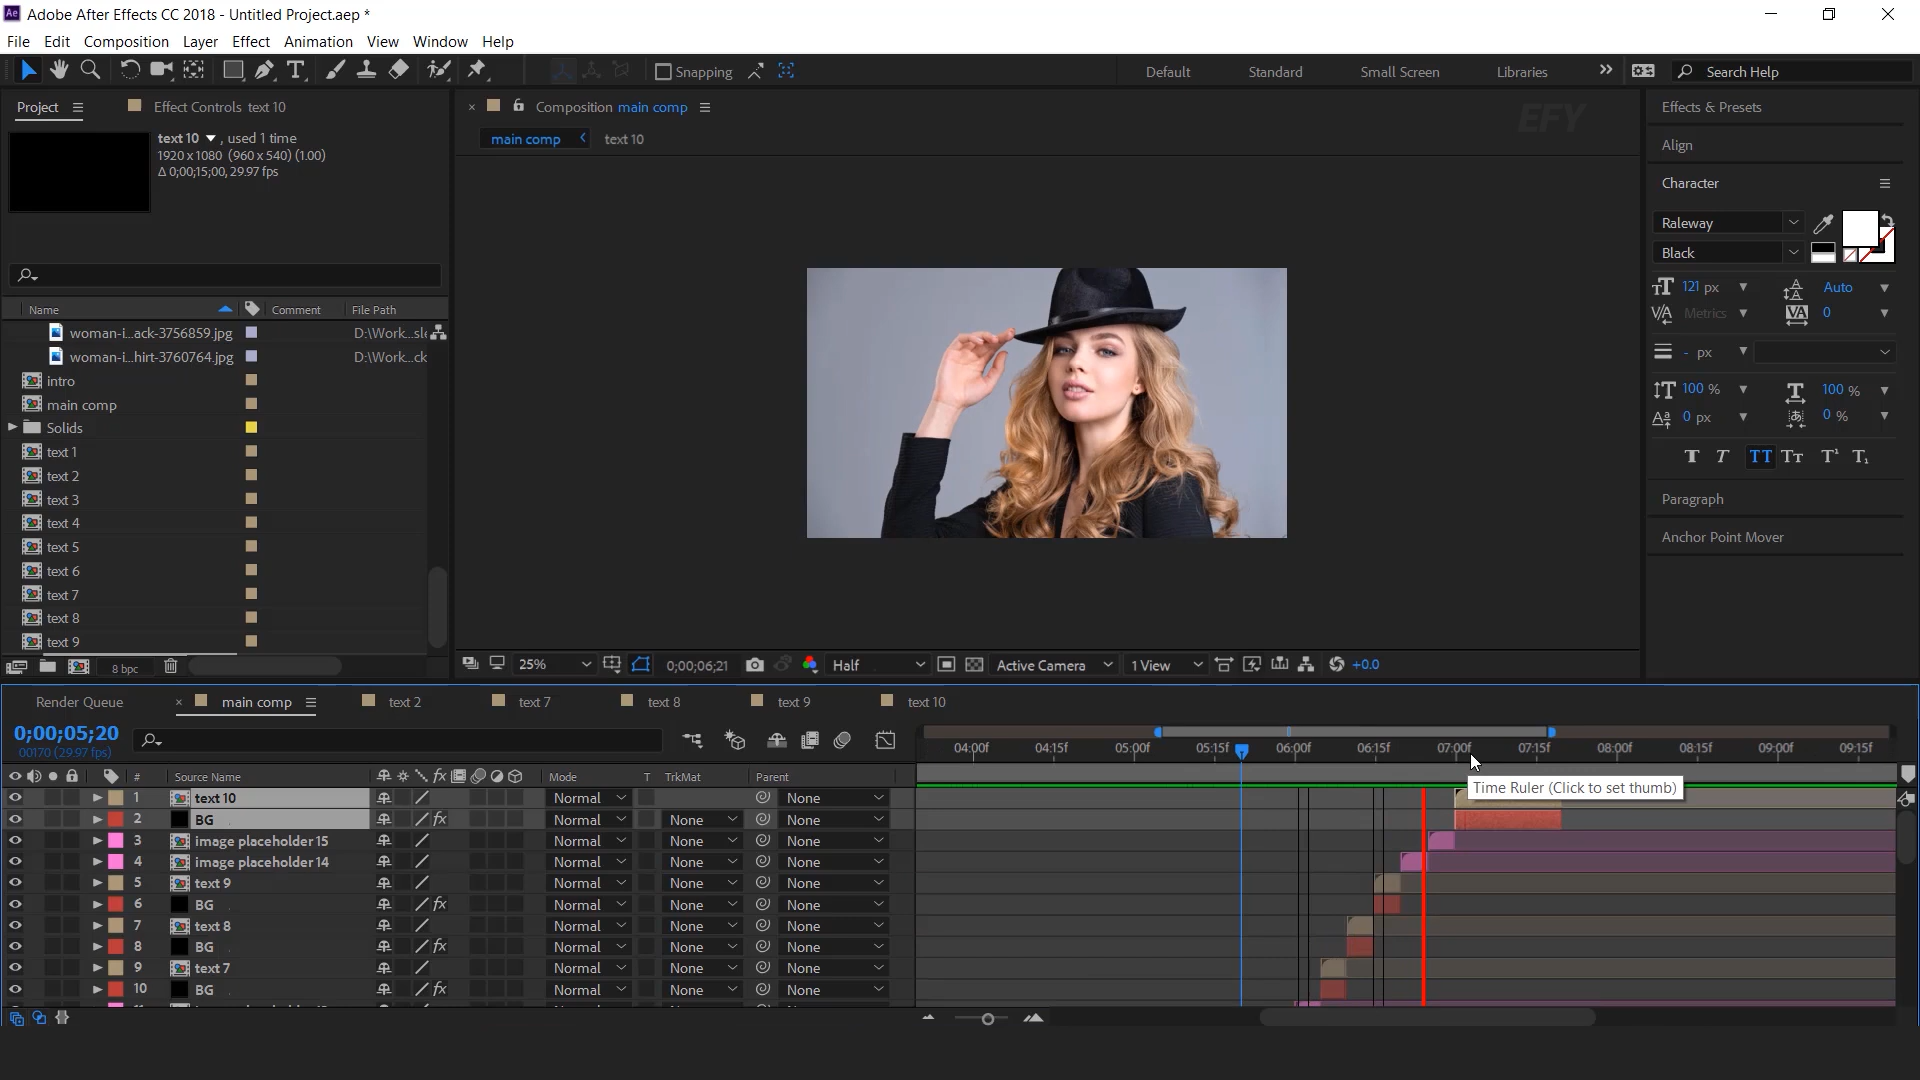 Adobe After Effects CC 2018 - Untitled Project.aep *
File Edit Composition Layer Effect Animation View Window Help
Snapping
Default Standard Small Screen Libraries
Search Help
Project
Effect Controls text 10
text 10 , used 1 time
1920 x 1080 (960 x 540) (1.00)
Δ 0;00;15;00, 29.97 fps
Name Comment File Path
woman-i...ack-3756859.jpg D:\Work...sle
woman-i...hirt-3760764.jpg D:\Work...ck
intro
main comp
Solids
text 1
text 2
text 3
text 4
text 5
text 6
text 7
text 8
text 9
8 bpc
Composition main comp
main comp text 10
EFY
25% 0;00;06;21 Half Active Camera 1 View +0.0
Effects & Presets
Align
Character
Raleway
Black
121 px Auto
Metrics 0
- px
100 % 100 %
0 px 0 %
Paragraph
Anchor Point Mover
Render Queue main comp text 2 text 7 text 8 text 9 text 10
0;00;05;20
00170 (29.97 fps)
04:00f 04:15f 05:00f 05:15f 06:00f 06:15f 07:00f 07:15f 08:00f 08:15f 09:00f 09:15f
Time Ruler (Click to set thumb)
# Source Name Mode T TrkMat Parent
1 text 10 Normal None
2 BG fx Normal None None
3 image placeholder 15 Normal None None
4 image placeholder 14 Normal None None
5 text 9 Normal None None
6 BG fx Normal None None
7 text 8 Normal None None
8 BG fx Normal None None
9 text 7 Normal None None
10 BG fx Normal None None